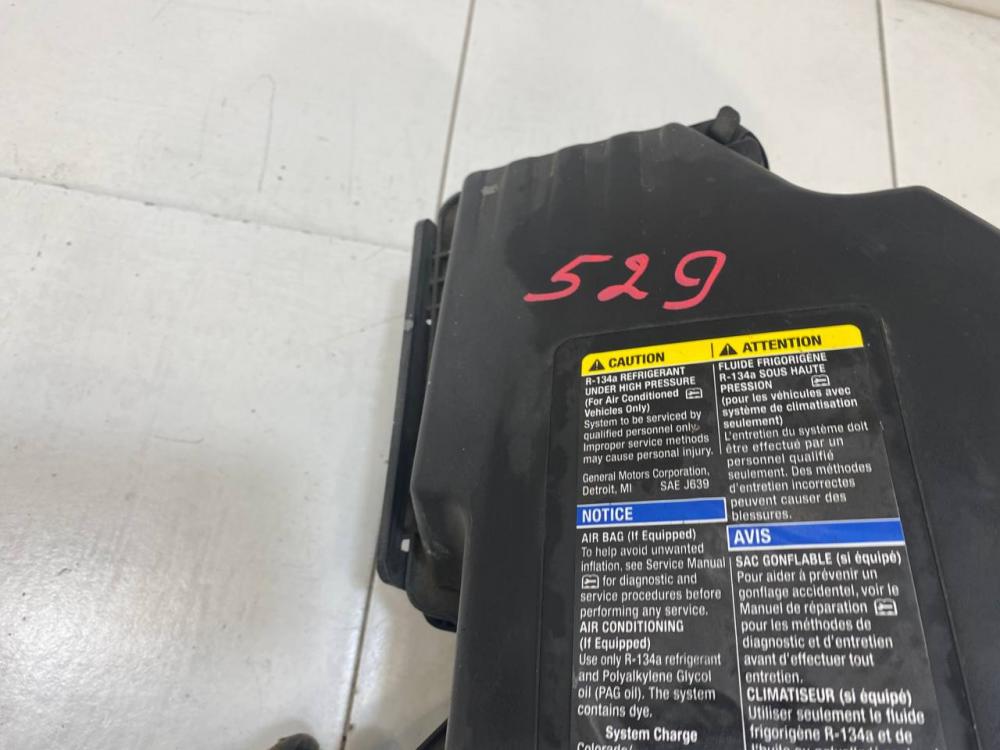 529
CAUTION
R-134a REFRIGERANT
UNDER HIGH PRESSURE
(For Air Conditioned
Vehicles Only)
System to be serviced by
qualified personnel only.
Improper service methods
may cause personal injury.
General Motors Corporation,
Detroit, MI SAE J639
NOTICE
AIR BAG (If Equipped)
To help avoid unwanted
inflation, see Service Manual
for diagnostic and
service procedures before
performing any service.
AIR CONDITIONING
(If Equipped)
Use only R-134a refrigerant
and Polyalkylene Glycol
oil (PAG oil). The system
contains dye.
System Charge
Colorado/
ATTENTION
FLUIDE FRIGORIGÈNE
R-134a SOUS HAUTE
PRESSION
(pour les véhicules avec
système de climatisation
seulement)
L'entretien du système doit
être effectué par un
personnel qualifié
seulement. Des méthodes
d'entretien incorrectes
peuvent causer des
blessures.
AVIS
SAC GONFLABLE (si équipé)
Pour aider à prévenir un
gonflage accidentel, voir le
Manuel de réparation
pour les méthodes de
diagnostic et d'entretien
avant d'effectuer tout
entretien.
CLIMATISEUR (si équipé)
Utiliser seulement le fluide
frigorigène R-134a et de